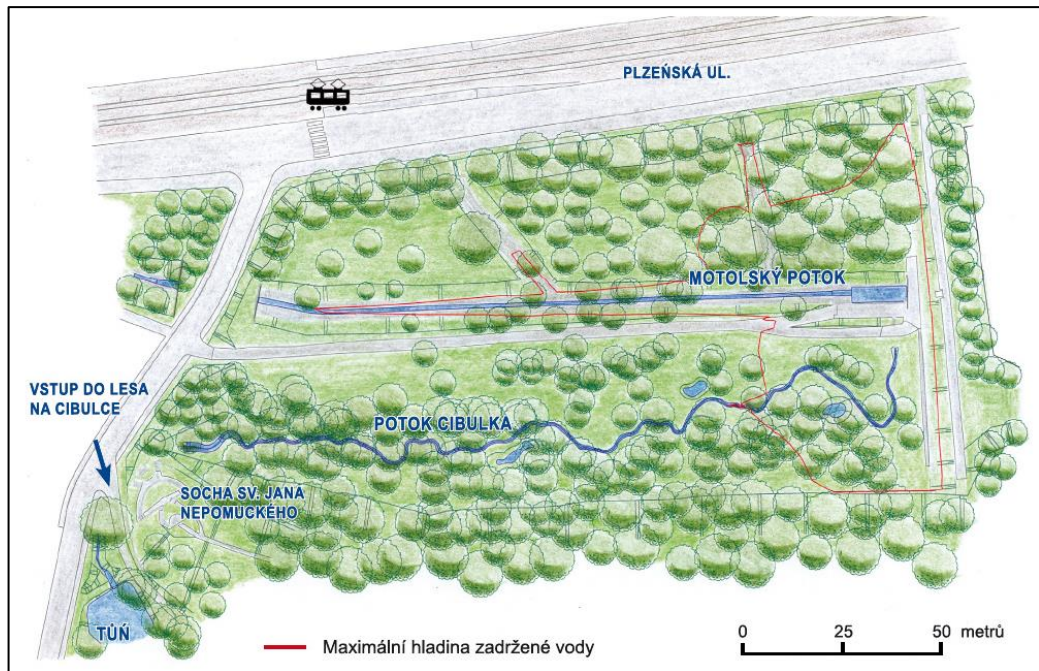 PLZEŇSKÁ UL.
MOTOLSKÝ POTOK
VSTUP DO LESA
NA CIBULCE
POTOK CIBULKA
SOCHA SV. JANÁ
NEPOMUCKÉHO
TŮŇ
Maximální hladina zadržené vody
0 25 50 metrů